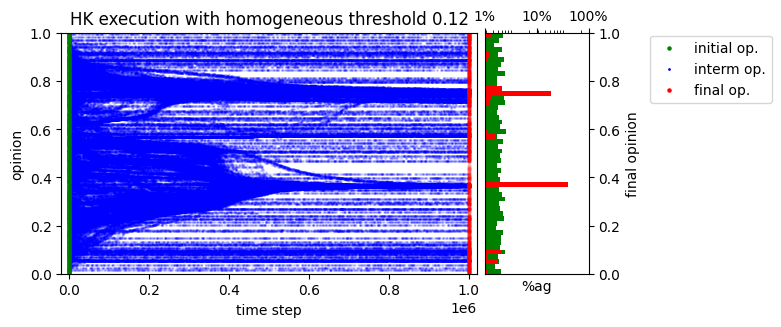 HK execution with homogeneous threshold 0.12
1% 10% 100%
initial op.
interm op.
final op.
opinion
1.0
0.8
0.6
0.4
0.2
0.0
0.0 0.2 0.4 0.6 0.8 1.0
1e6
time step
1.0
0.8
0.6
0.4
0.2
0.0
final opinion
%ag